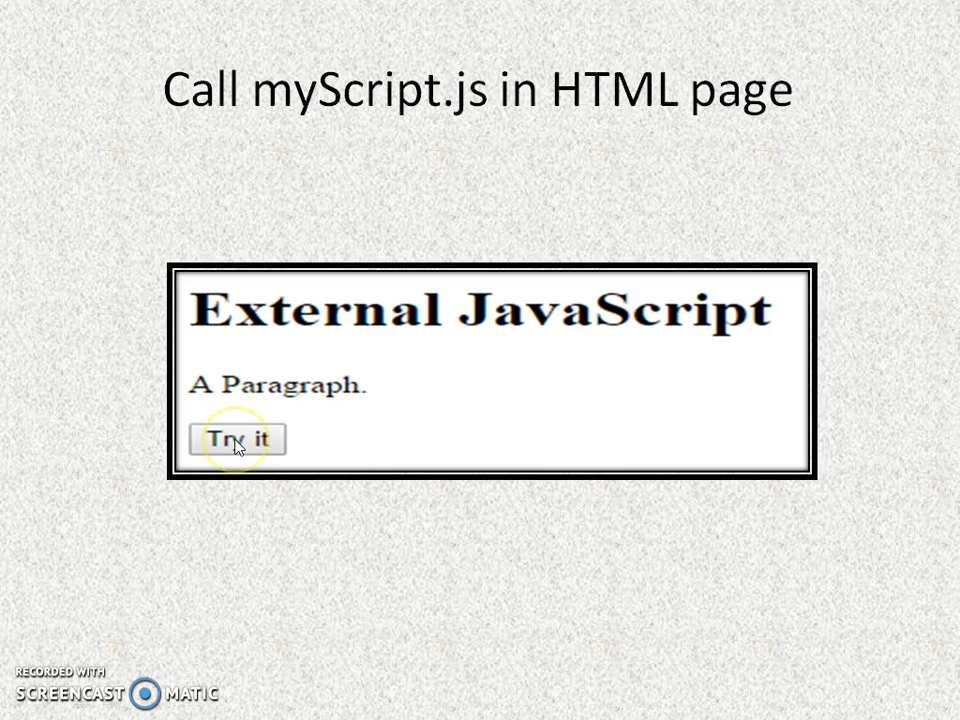 Call myScript.js in HTML page
External JavaScript
A Paragraph.
Try it
RECORDED WITH
SCREENCAST MATIC